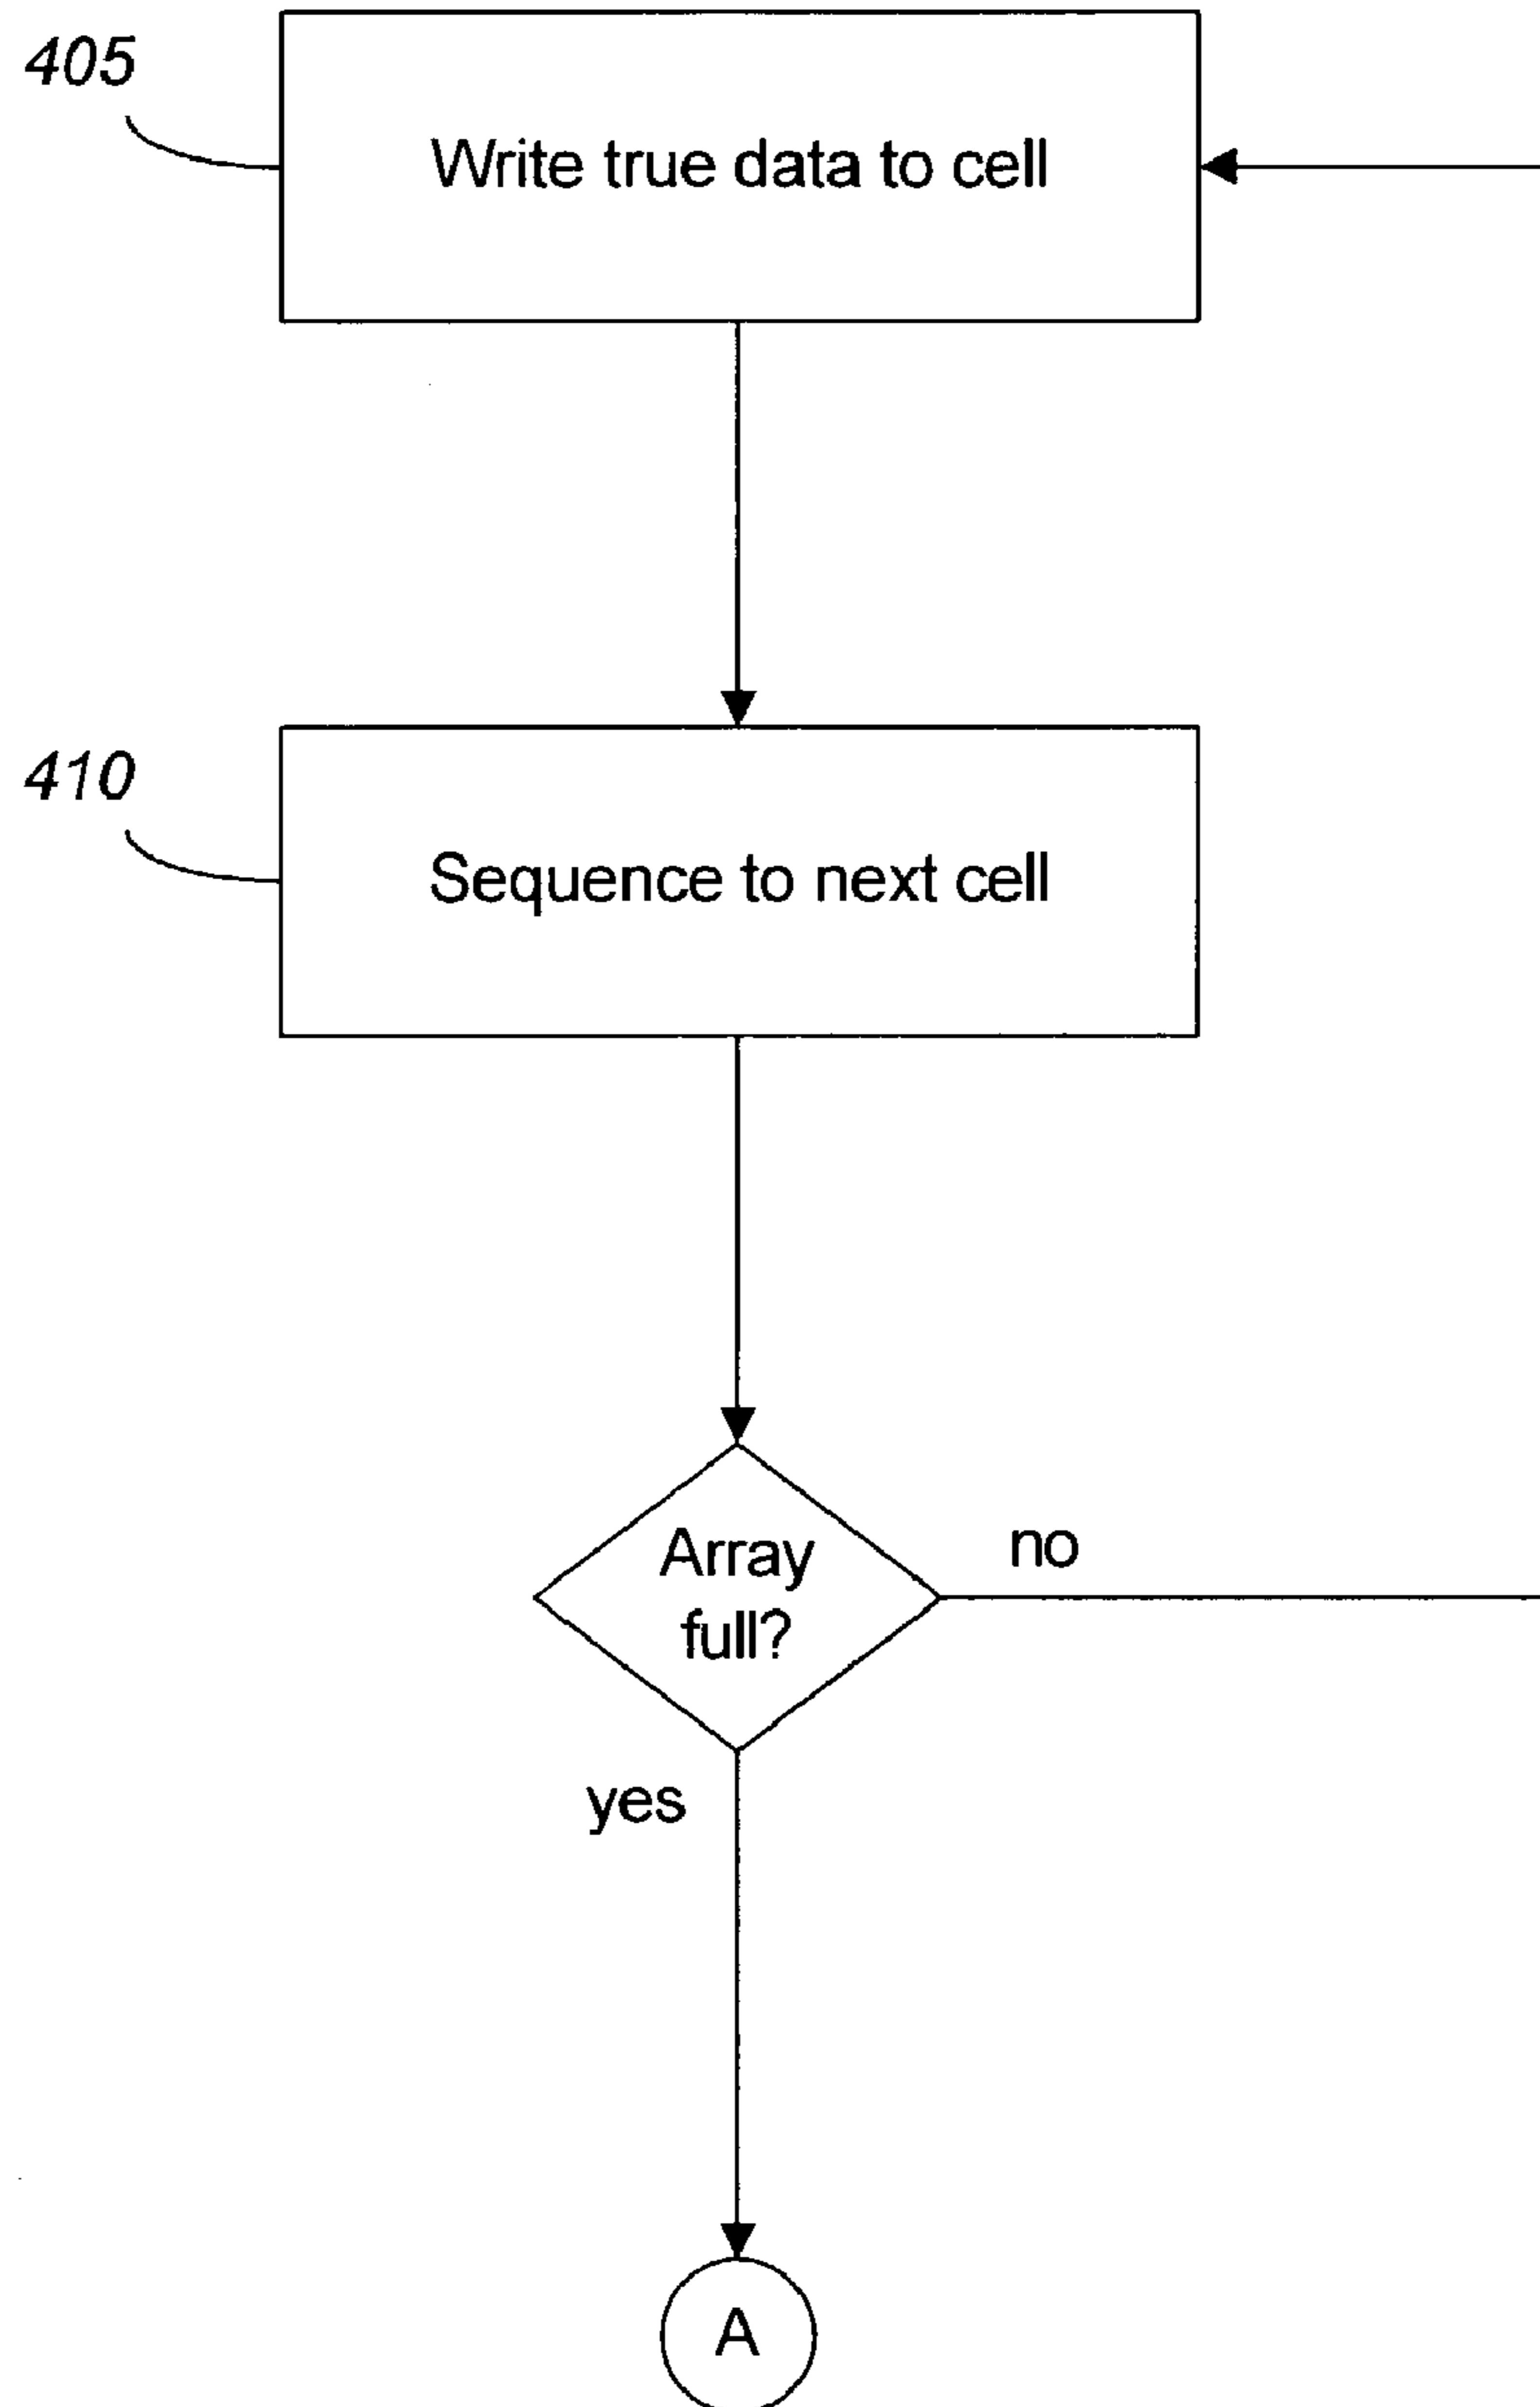 405
Write true data to cell
410
Sequence to next cell
Array
full?
no
yes
A